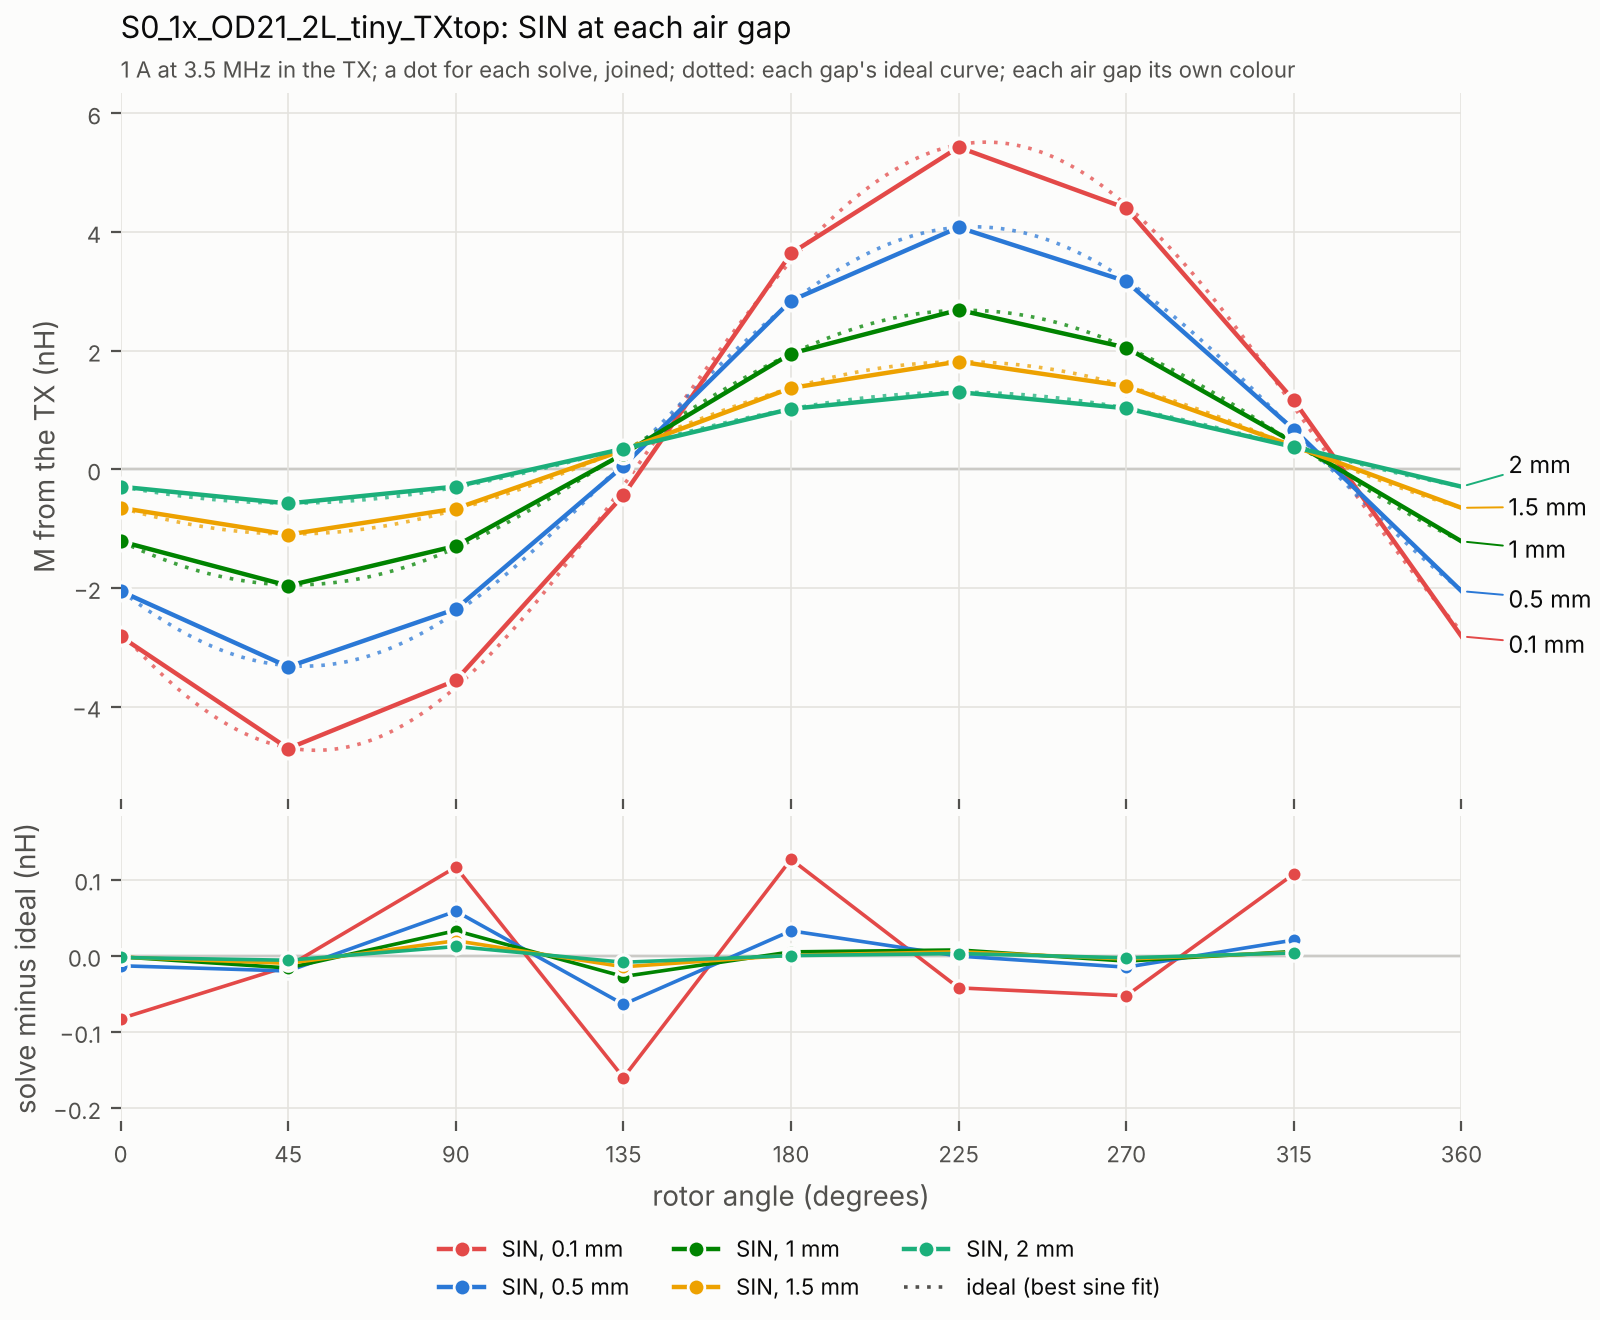 S0_1x_OD21_2L_tiny_TXtop: SIN at each air gap
1 A at 3.5 MHz in the TX; a dot for each solve, joined; dotted: each gap's ideal curve; each air gap its own colour
M from the TX (nH)
6
4
2
0
−2
−4
2 mm
1.5 mm
1 mm
0.5 mm
0.1 mm
solve minus ideal (nH)
0.1
0.0
−0.1
−0.2
0 45 90 135 180 225 270 315 360
rotor angle (degrees)
SIN, 0.1 mm SIN, 1 mm SIN, 2 mm
SIN, 0.5 mm SIN, 1.5 mm ideal (best sine fit)